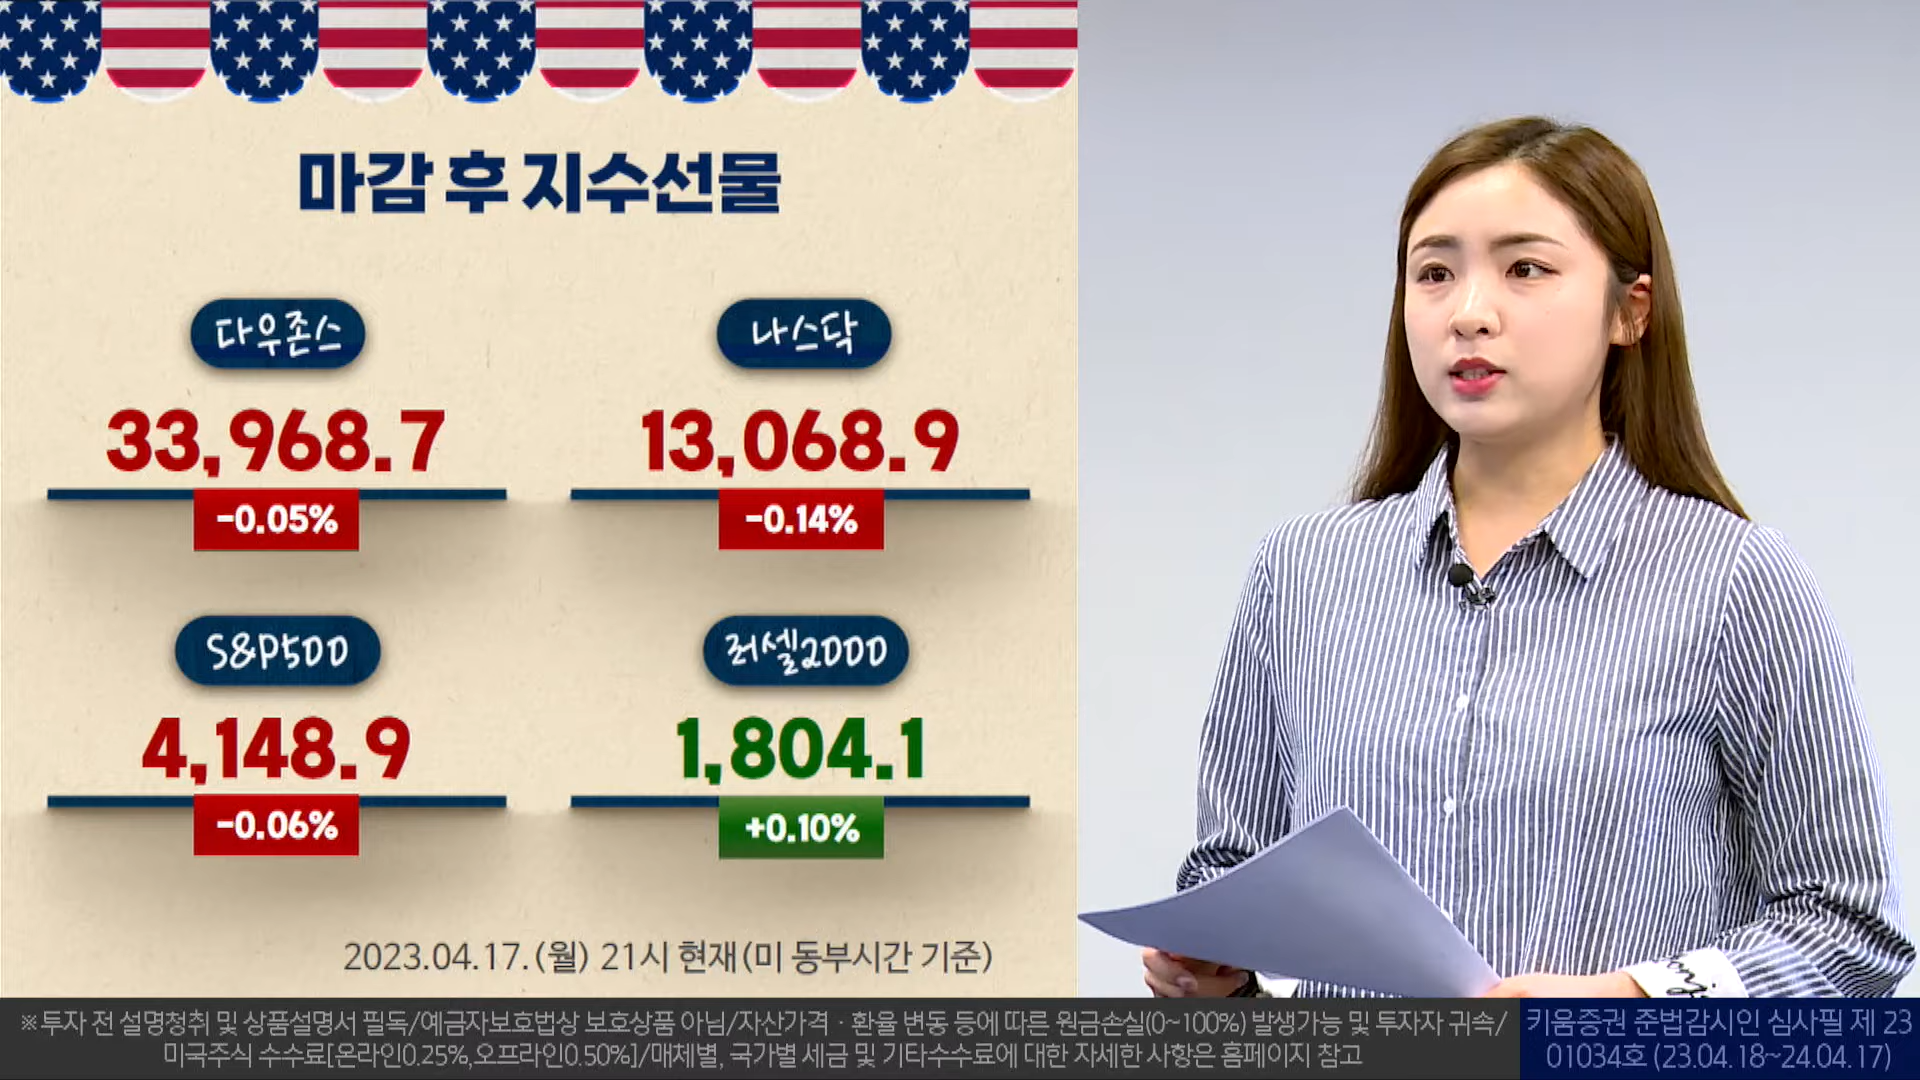 마감 후 지수선물
다우존스
33,968.7
-0.05%
나스닥
13,068.9
-0.14%
S&P500
4,148.9
-0.06%
러셀2000
1,804.1
+0.10%
2023.04.17.(월) 21시 현재(미 동부시간 기준)
※투자 전 설명청취 및 상품설명서 필독/예금자보호법상 보호상품 아님/자산가격ㆍ환율 변동 등에 따른 원금손실(0~100%) 발생가능 및 투자자 귀속/
미국주식 수수료[온라인0.25%,오프라인0.50%]/매체별, 국가별 세금 및 기타수수료에 대한 자세한 사항은 홈페이지 참고
키움증권 준법감시인 심사필 제 23
01034호 (23.04.18~24.04.17)